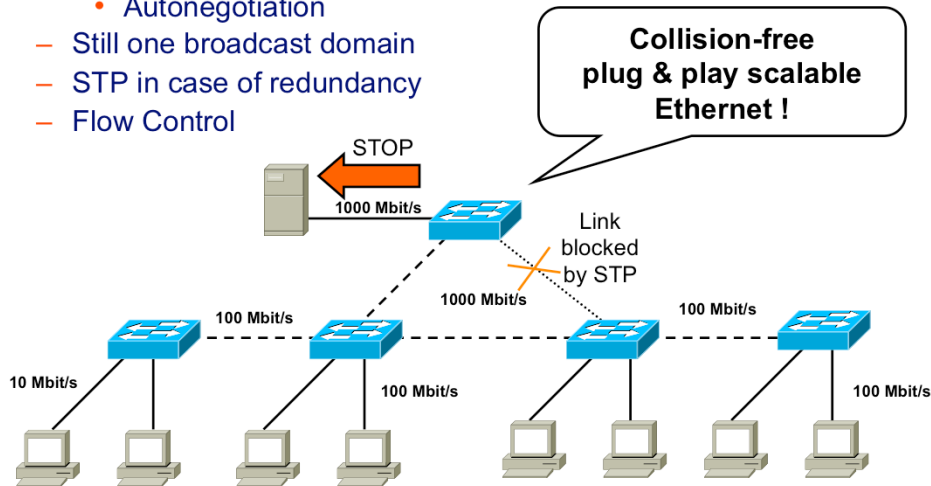 • Autonegotiation
– Still one broadcast domain
– STP in case of redundancy
– Flow Control
Collision-free
plug & play scalable
Ethernet !
STOP
1000 Mbit/s
Link
blocked
by STP
1000 Mbit/s
100 Mbit/s
100 Mbit/s
10 Mbit/s
100 Mbit/s
100 Mbit/s